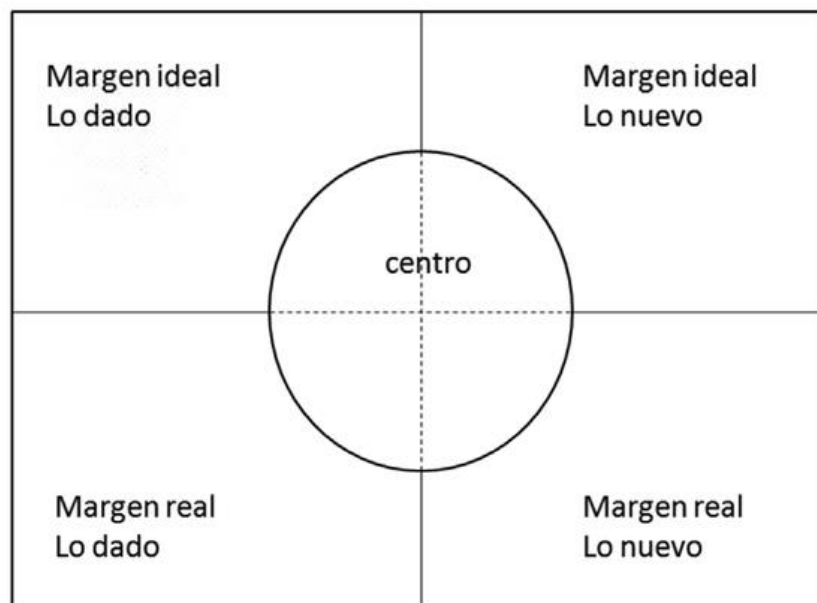 Margen ideal
Lo dado
Margen ideal
Lo nuevo
centro
Margen real
Lo dado
Margen real
Lo nuevo